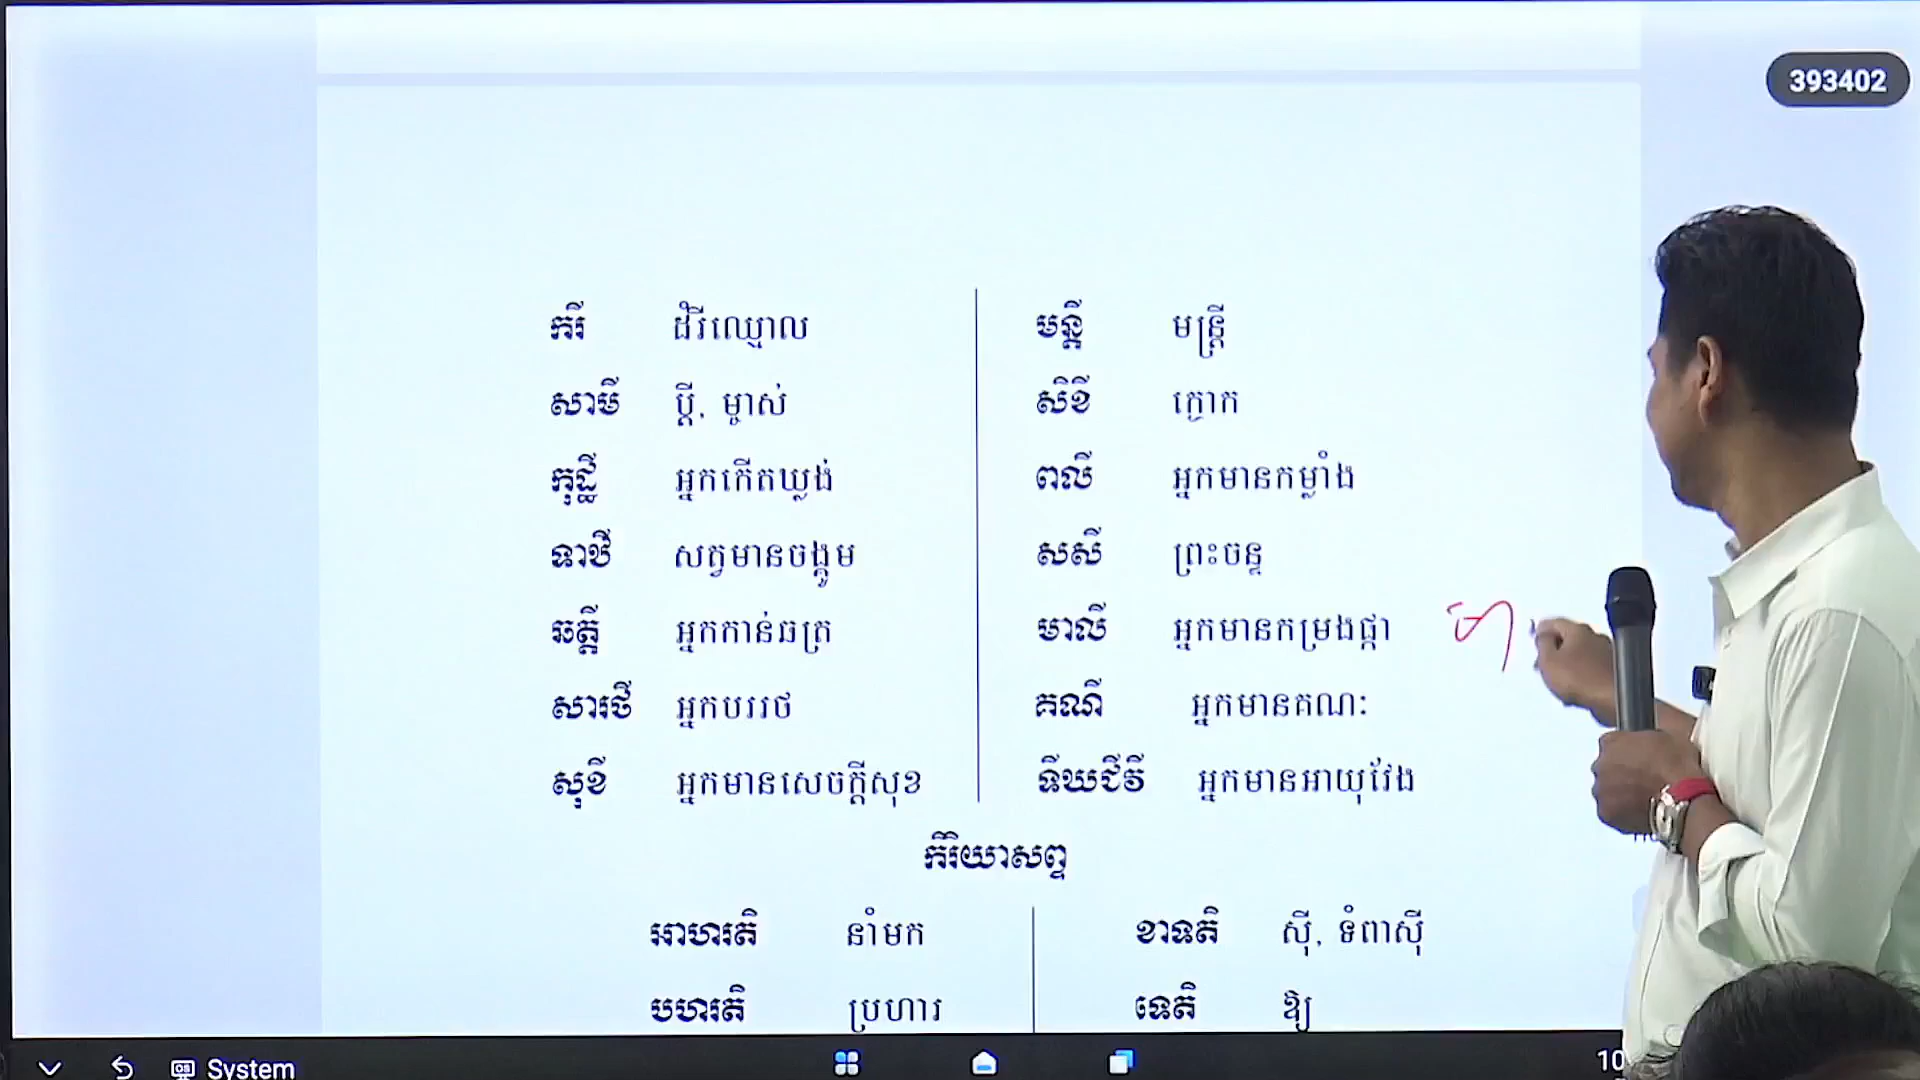 393402
ករី ដំរីឈ្មោល មន្តី មន្ត្រី
សាមី ប្ដី, ម្ចាស់ សិខី ក្ងោក
កុដ្ឋី អ្នកកើតឃ្លង់ ពលី អ្នកមានកម្លាំង
ទាឋី សត្វមានចង្កូម សសី ព្រះចន្ទ
ឆត្តី អ្នកកាន់ឆត្រ មាលី អ្នកមានកម្រងផ្កា មា
សារថី អ្នកបររថ គណី អ្នកមានគណៈ
សុខី អ្នកមានសេចក្ដីសុខ ទីឃជីវី អ្នកមានអាយុវែង
កិរិយាសព្ទ
អាហរតិ នាំមក ខាទតិ ស៊ី, ទំពាស៊ី
បហរតិ ប្រហារ ទេតិ ឱ្យ
System 10